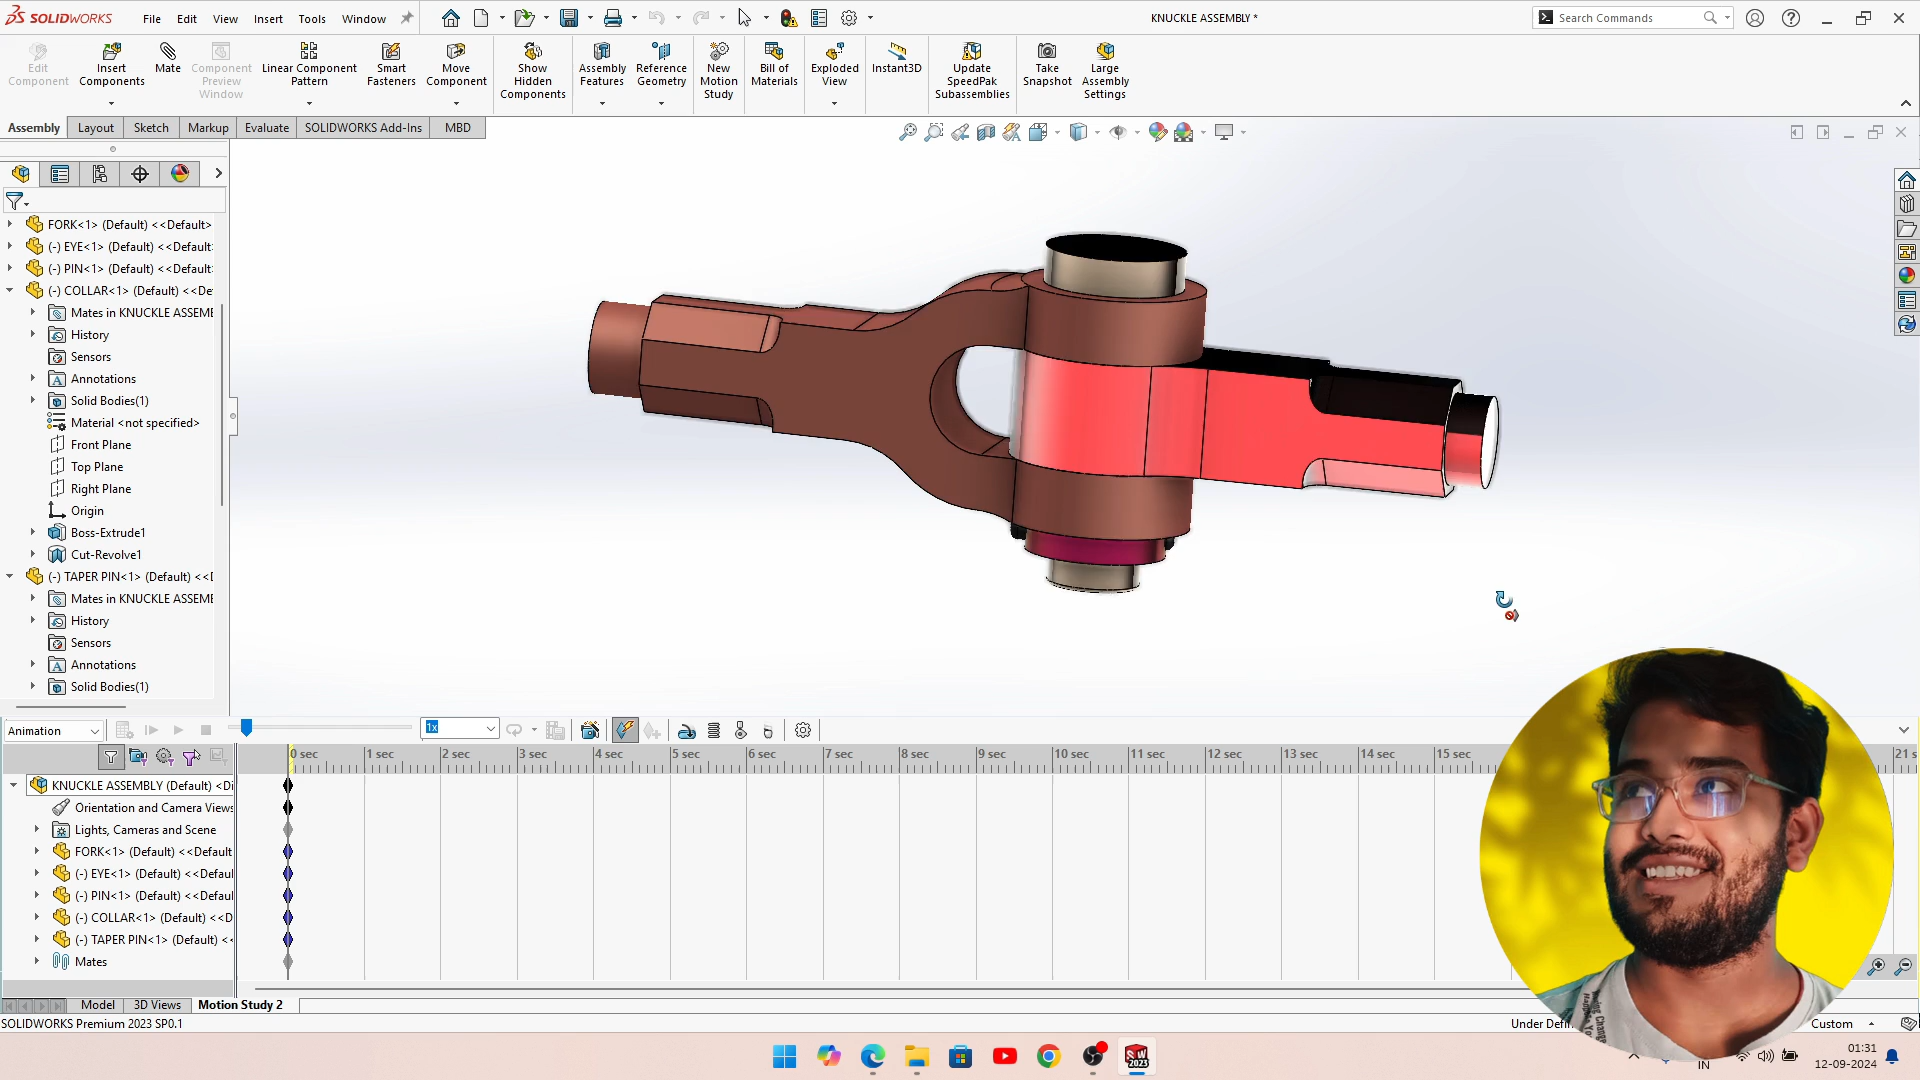 SOLIDWORKS File Edit View Insert Tools Window KNUCKLE ASSEMBLY * Search Commands
Edit Component
Insert Components
Mate
Component Preview Window
Linear Component Pattern
Smart Fasteners
Move Component
Show Hidden Components
Assembly Features
Reference Geometry
New Motion Study
Bill of Materials
Exploded View
Instant3D
Update SpeedPak Subassemblies
Take Snapshot
Large Assembly Settings
Assembly Layout Sketch Markup Evaluate SOLIDWORKS Add-Ins MBD
FORK<1> (Default) <<Default>
(-) EYE<1> (Default) <<Default
(-) PIN<1> (Default) <<Default
(-) COLLAR<1> (Default) <<De
Mates in KNUCKLE ASSEM
History
Sensors
Annotations
Solid Bodies(1)
Material <not specified>
Front Plane
Top Plane
Right Plane
Origin
Boss-Extrude1
Cut-Revolve1
(-) TAPER PIN<1> (Default) <<
Mates in KNUCKLE ASSEM
History
Sensors
Annotations
Solid Bodies(1)
Animation 1x
0 sec 1 sec 2 sec 3 sec 4 sec 5 sec 6 sec 7 sec 8 sec 9 sec 10 sec 11 sec 12 sec 13 sec 14 sec 15 sec 21 s
KNUCKLE ASSEMBLY (Default) <Di
Orientation and Camera Views
Lights, Cameras and Scene
FORK<1> (Default) <<Default
(-) EYE<1> (Default) <<Defaul
(-) PIN<1> (Default) <<Defaul
(-) COLLAR<1> (Default) <<D
(-) TAPER PIN<1> (Default) <<
Mates
Model 3D Views Motion Study 2
SOLIDWORKS Premium 2023 SP0.1 Under Defi Custom
IN 01:31
12-09-2024